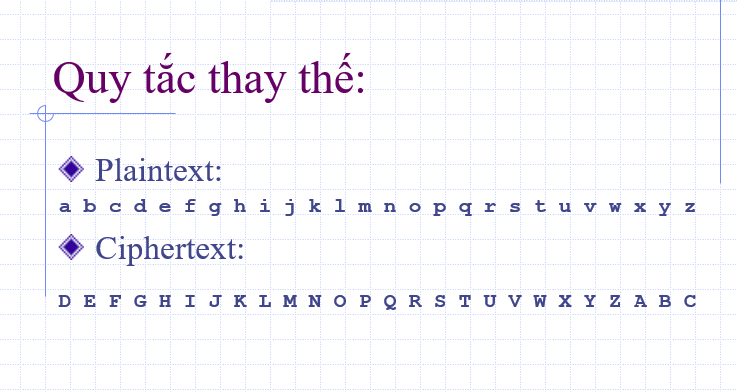 Quy tắc thay thế:
Plaintext:
a b c d e f g h i j k l m n o p q r s t u v w x y z
Ciphertext:
D E F G H I J K L M N O P Q R S T U V W X Y Z A B C